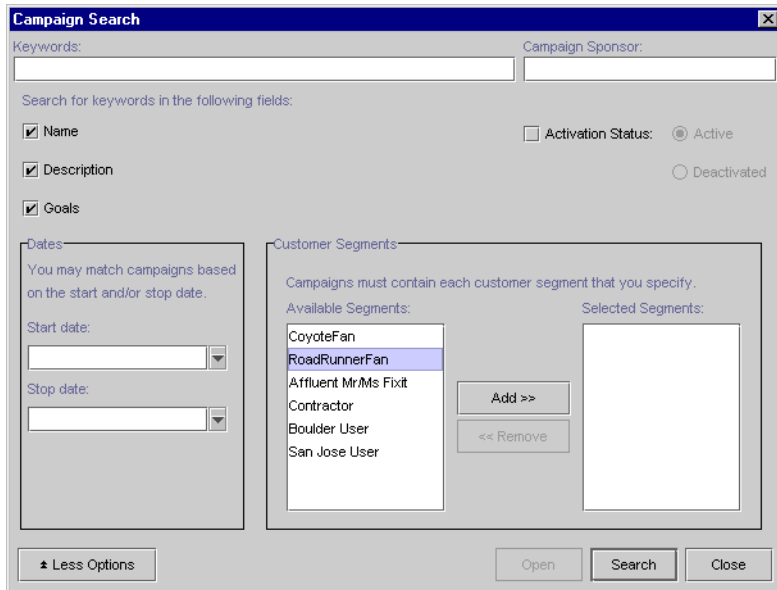 Campaign Search
Keywords:
Campaign Sponsor:
Search for keywords in the following fields:
Name
Activation Status:
Active
Description
Deactivated
Goals
Dates
You may match campaigns based
on the start and/or stop date.
Start date:
Stop date:
Customer Segments
Campaigns must contain each customer segment that you specify.
Available Segments:
CoyoteFan
RoadRunnerFan
Affluent Mr/Ms Fixit
Contractor
Boulder User
San Jose User
Add >>
<< Remove
Selected Segments:
Less Options
Open
Search
Close